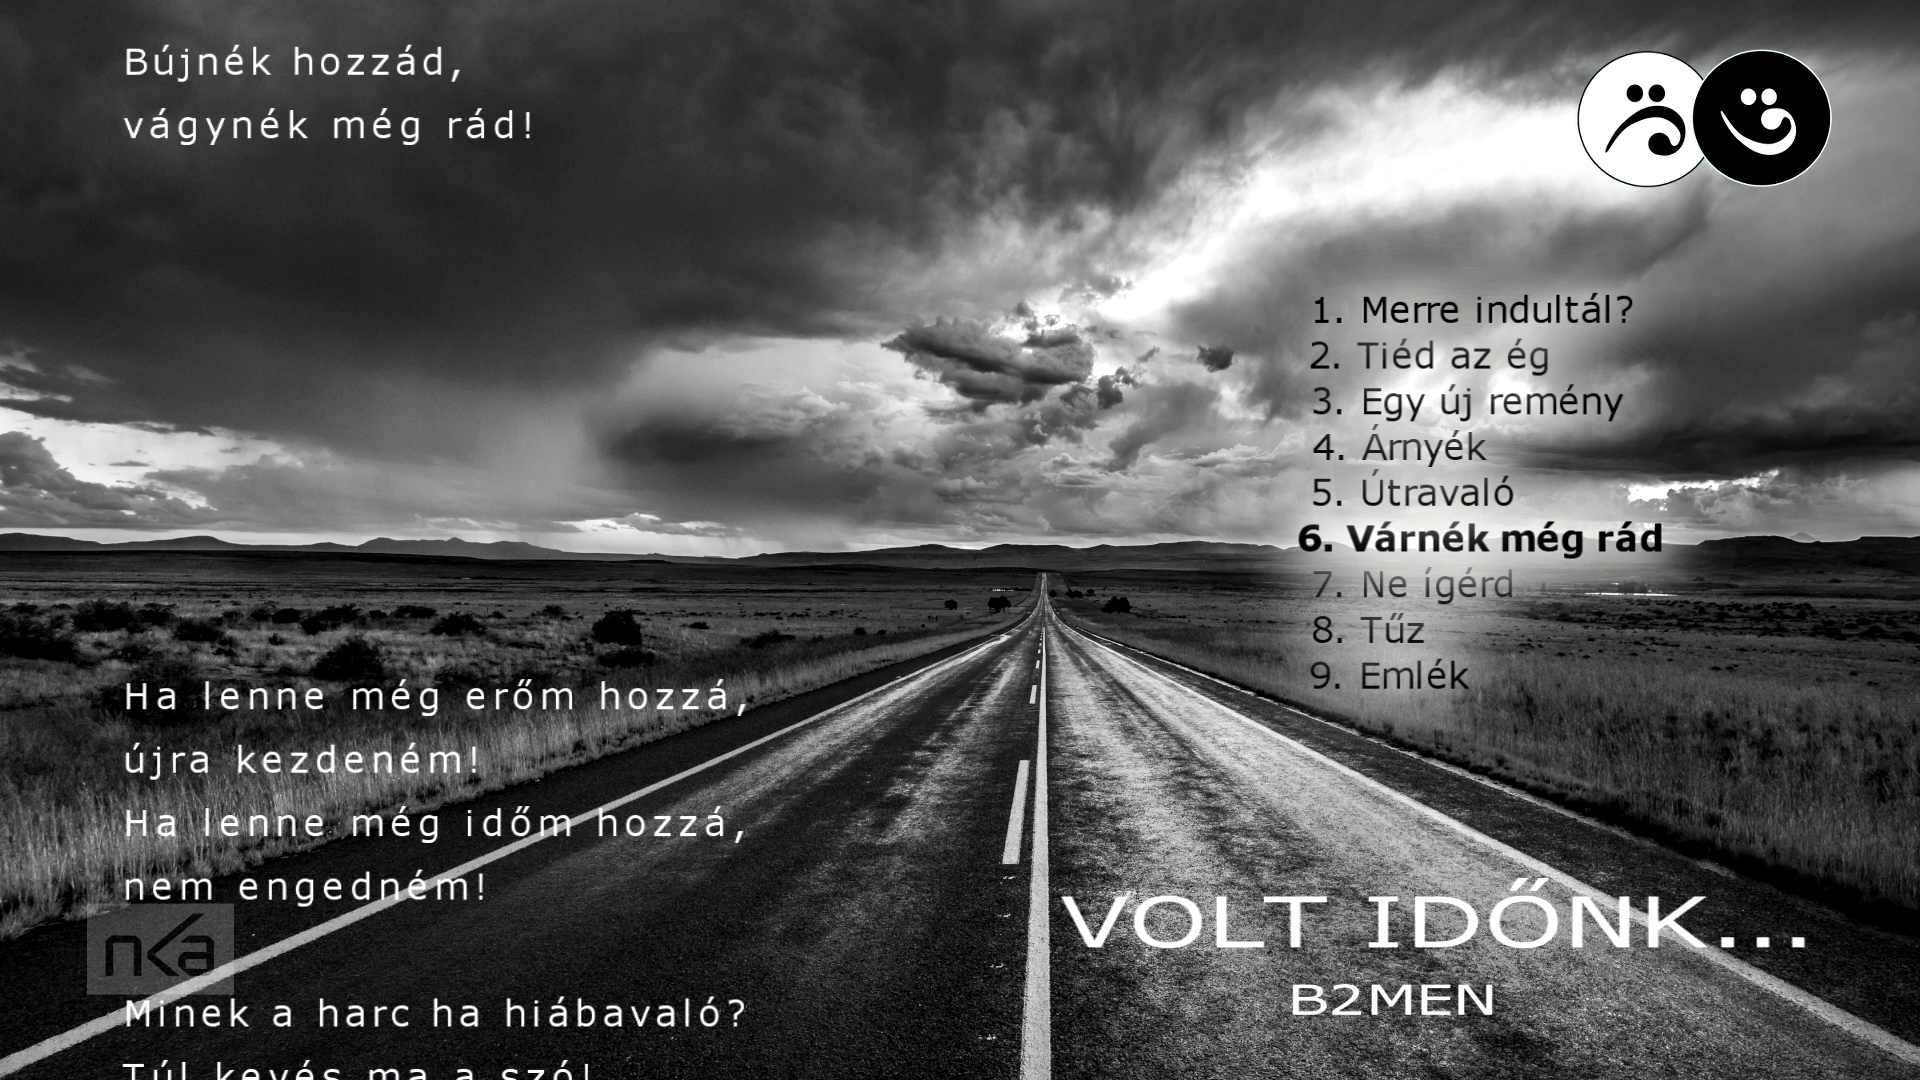 Bújnék hozzád,
vágynék még rád!
Ha lenne még erőm hozzá,
újra kezdeném!
Ha lenne még időm hozzá,
nem engedném!
nka
Minek a harc ha hiábavaló?
Túl kevés ma a szó!
1. Merre indultál?
2. Tiéd az ég
3. Egy új remény
4. Árnyék
5. Útravaló
6. Várnék még rád
7. Ne ígérd
8. Tűz
9. Emlék
VOLT IDŐNK...
B2MEN